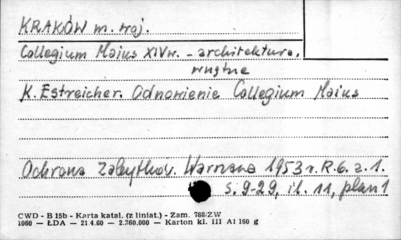 KRAKÓW m. woj.
Collegium Maius XIV w. - architektura,
wnętrze
K. Estreicher. Odnowienie Collegium Maius
Ochrona Zabytków. Warszawa 1953 r. R. 6. z. 1.
s. 9-29, il. 11, plan 1
CWD - B 15b - Karta katal. (z liniat.) - Zam. 788/ZW
1060 — ŁDA — 21.4.60 — 2.360.000 — Karton kl. III A1 160 g